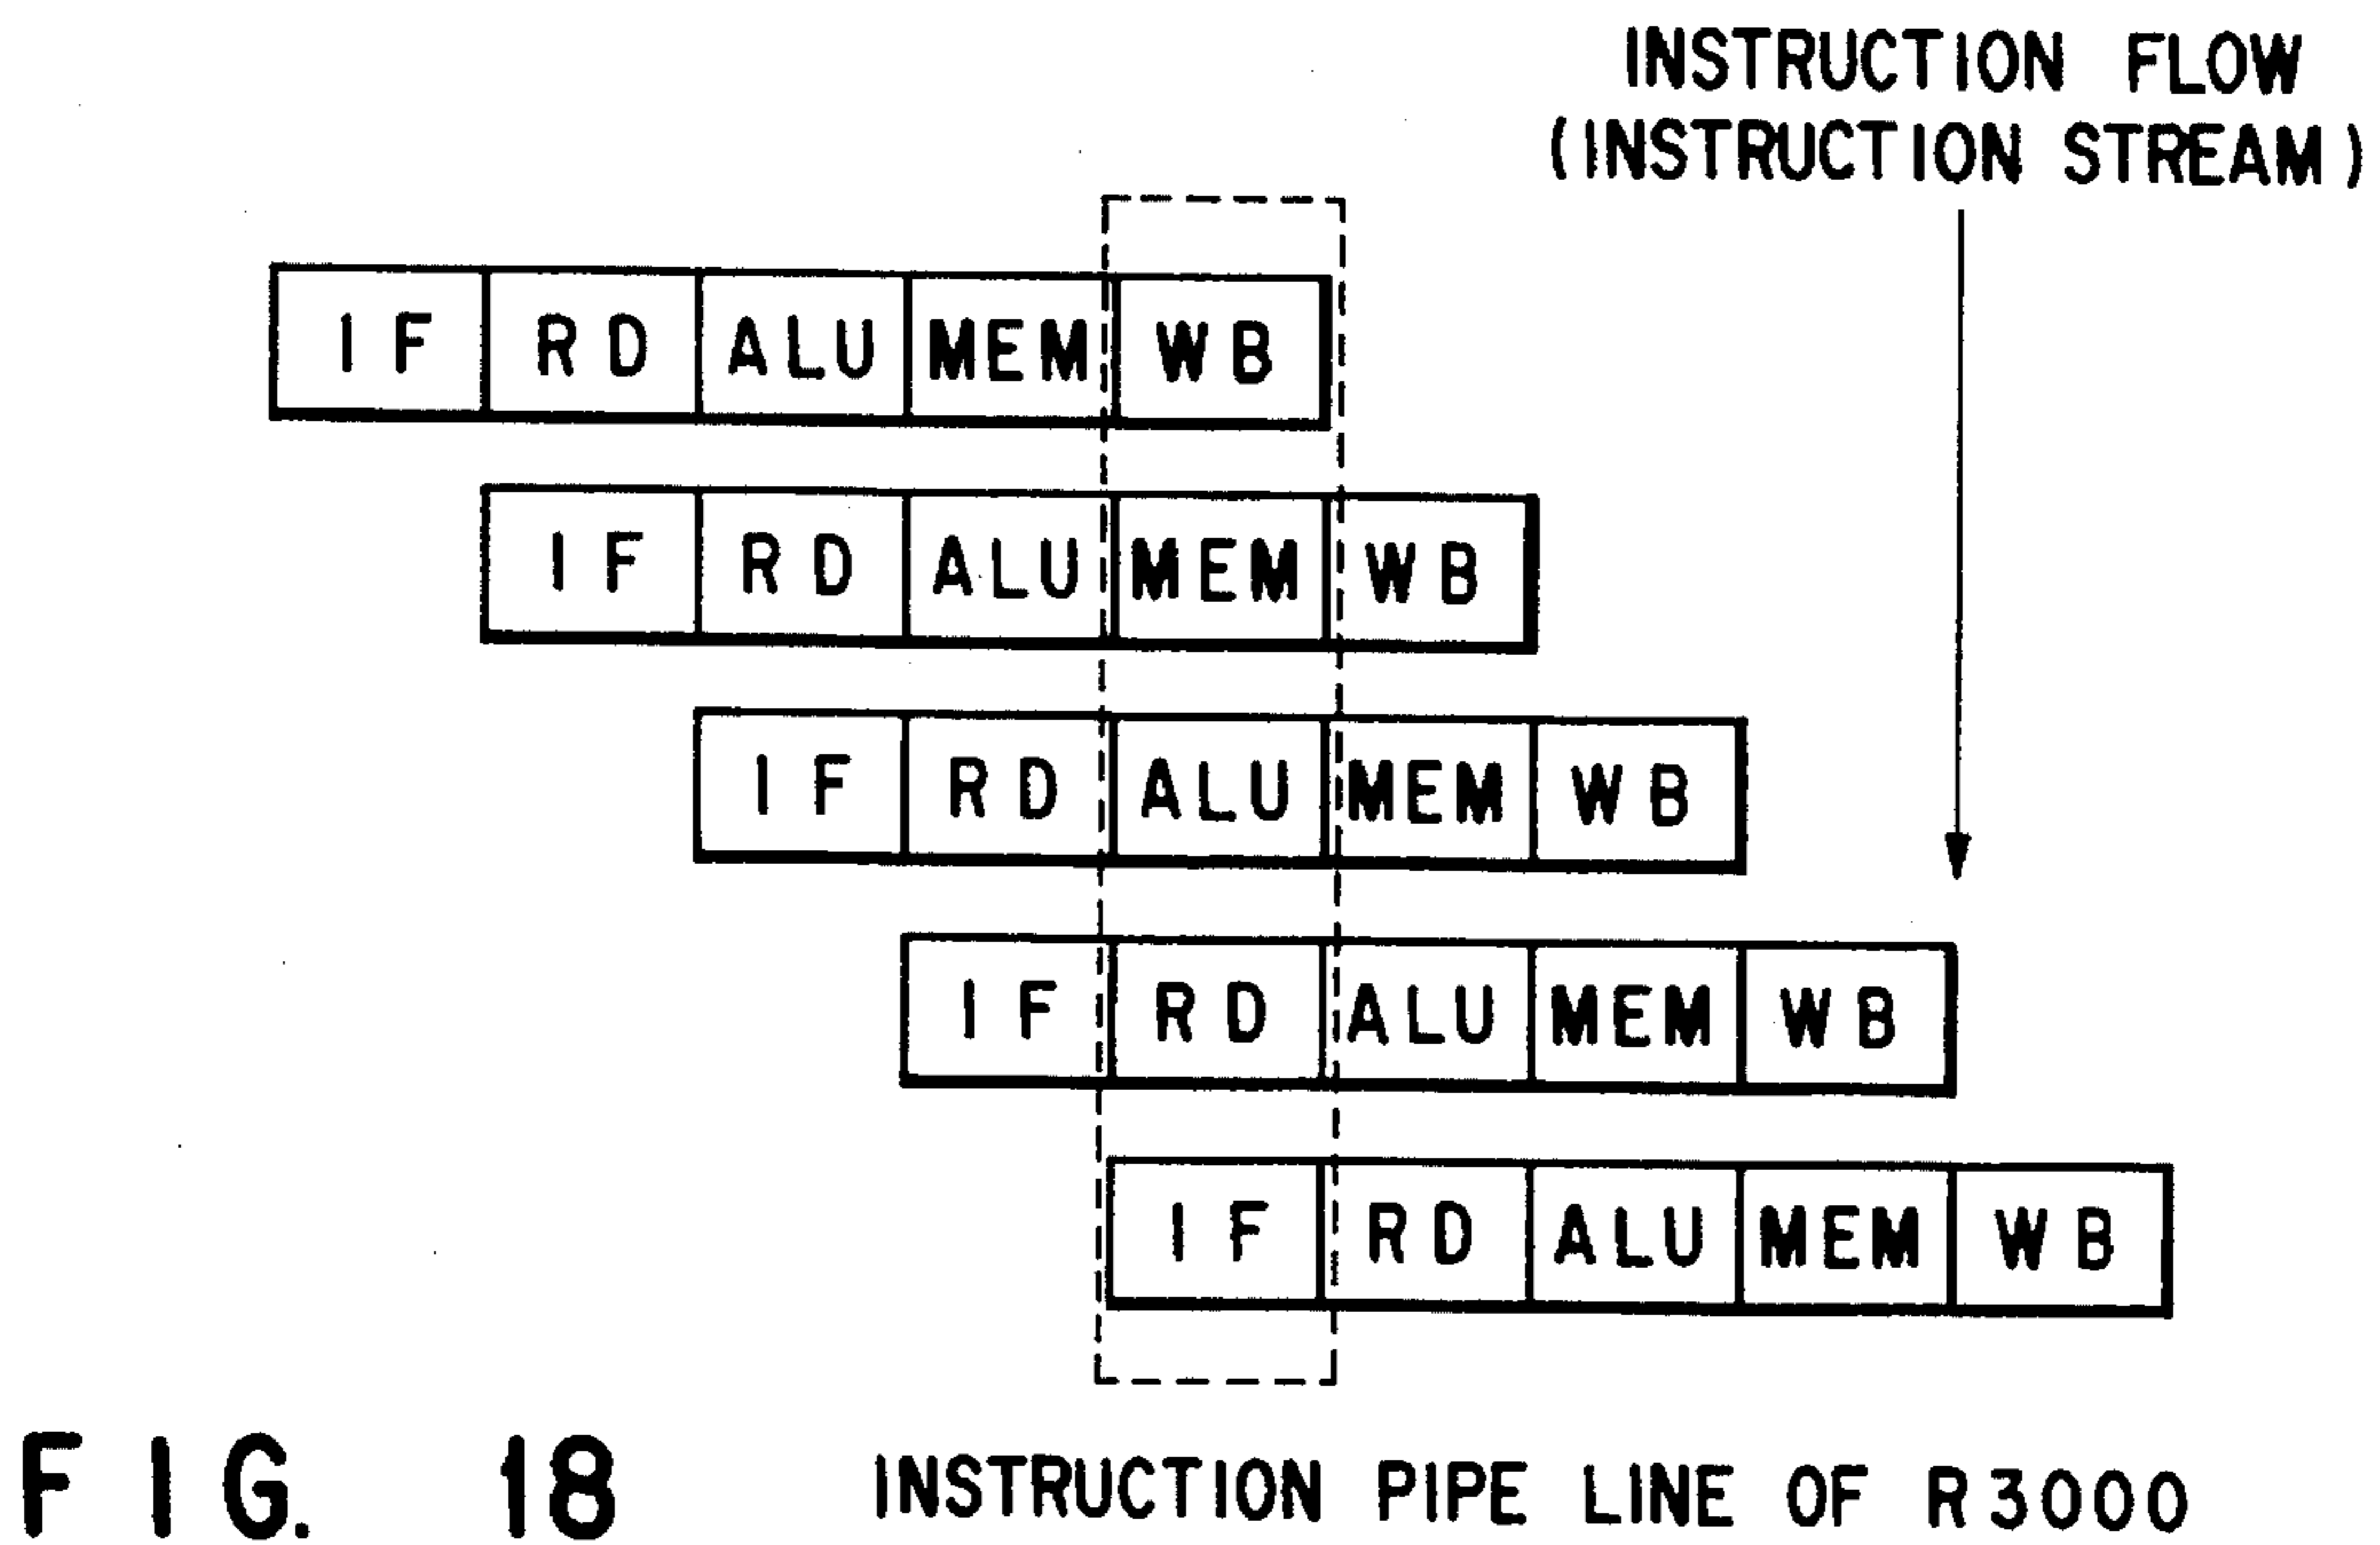 INSTRUCTION FLOW
(INSTRUCTION STREAM)
IF RD ALU MEM WB
IF RD ALU MEM WB
IF RD ALU MEM WB
IF RD ALU MEM WB
IF RD ALU MEM WB
FIG. 18
INSTRUCTION PIPE LINE OF R3000